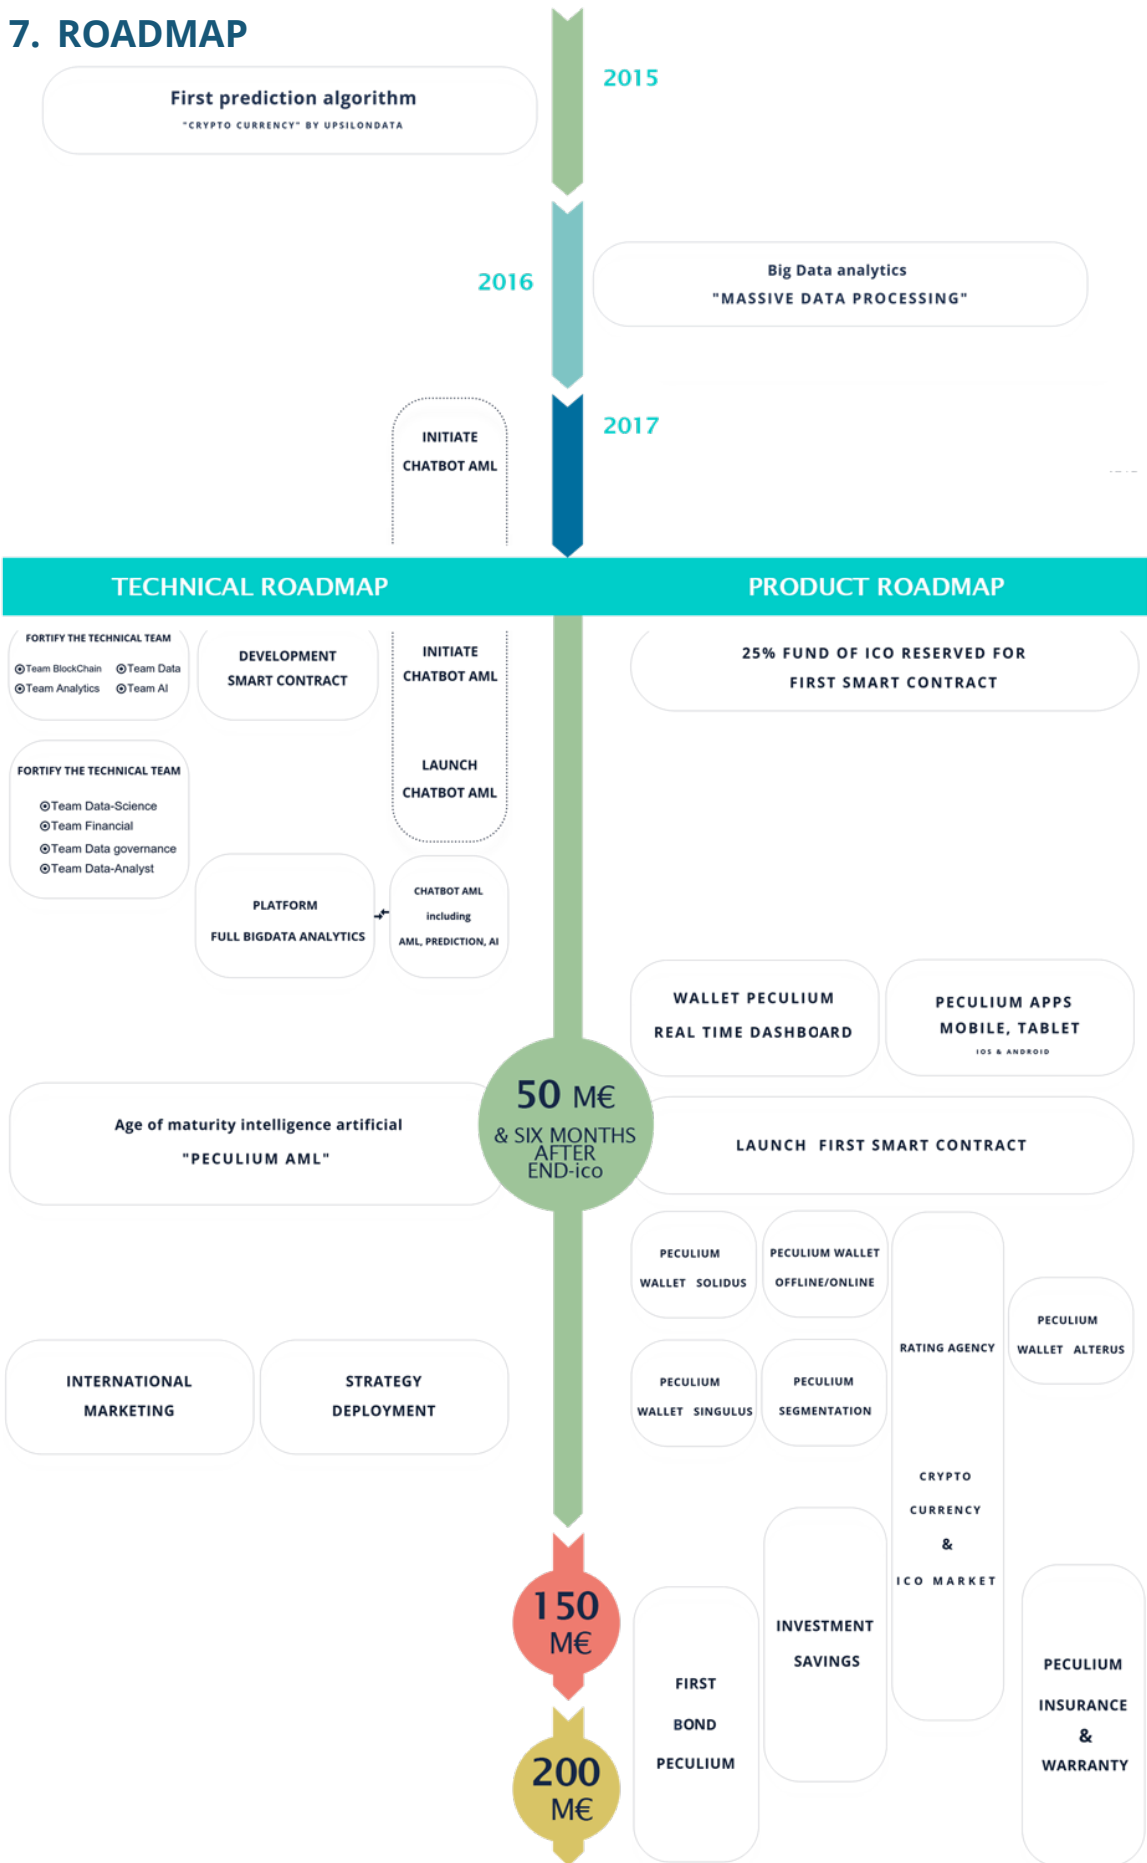 7. ROADMAP
2015
First prediction algorithm
"CRYPTO CURRENCY" BY UPSILONDATA
2016
Big Data analytics
"MASSIVE DATA PROCESSING"
2017
INITIATE
CHATBOT AML
TECHNICAL ROADMAP
PRODUCT ROADMAP
FORTIFY THE TECHNICAL TEAM
Team BlockChain
Team Data
Team Analytics
Team AI
DEVELOPMENT
SMART CONTRACT
INITIATE
CHATBOT AML
LAUNCH
CHATBOT AML
25% FUND OF ICO RESERVED FOR
FIRST SMART CONTRACT
FORTIFY THE TECHNICAL TEAM
Team Data-Science
Team Financial
Team Data governance
Team Data-Analyst
PLATFORM
FULL BIGDATA ANALYTICS
CHATBOT AML
including
AML, PREDICTION, AI
WALLET PECULIUM
REAL TIME DASHBOARD
PECULIUM APPS
MOBILE, TABLET
IOS & ANDROID
50 M€
& SIX MONTHS
AFTER
END-ico
Age of maturity intelligence artificial
"PECULIUM AML"
LAUNCH FIRST SMART CONTRACT
PECULIUM
WALLET SOLIDUS
PECULIUM WALLET
OFFLINE/ONLINE
RATING AGENCY
CRYPTO
CURRENCY
&
ICO MARKET
PECULIUM
WALLET ALTERUS
INTERNATIONAL
MARKETING
STRATEGY
DEPLOYMENT
PECULIUM
WALLET SINGULUS
PECULIUM
SEGMENTATION
150
M€
INVESTMENT
SAVINGS
FIRST
BOND
PECULIUM
PECULIUM
INSURANCE
&
WARRANTY
200
M€